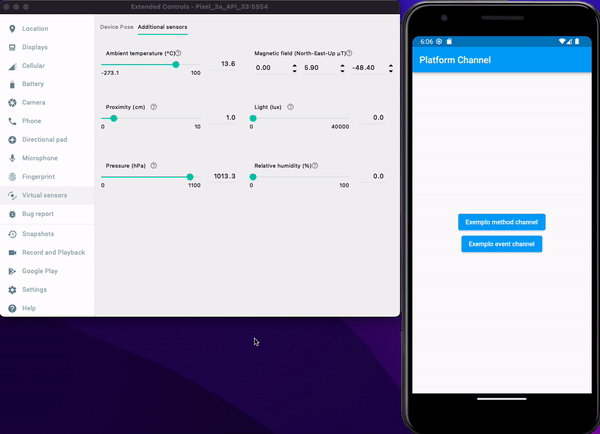 Extended Controls - Pixel_3a_API_33:5554
Location
Displays
Cellular
Battery
Camera
Phone
Directional pad
Microphone
Fingerprint
Virtual sensors
Bug report
Snapshots
Record and Playback
Google Play
Settings
Help
Device Pose Additional sensors
Ambient temperature (°C)
13.6
-273.1 100
Magnetic field (North-East-Up µT)
0.00 5.90 -48.40
Proximity (cm)
1.0
0 10
Light (lux)
0.0
0 40000
Pressure (hPa)
1013.3
0 1100
Relative humidity (%)
0.0
0 100
6:06
Platform Channel
Exemplo method channel
Exemplo event channel